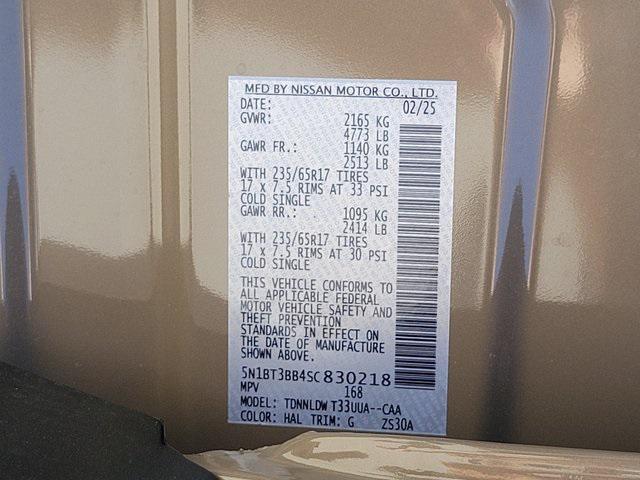 MFD BY NISSAN MOTOR CO., LTD.
DATE: 02/25
GVWR: 2165 KG
4773 LB
GAWR FR.: 1140 KG
2513 LB
WITH 235/65R17 TIRES
17 x 7.5 RIMS AT 33 PSI
COLD SINGLE
GAWR RR.: 1095 KG
2414 LB
WITH 235/65R17 TIRES
17 x 7.5 RIMS AT 30 PSI
COLD SINGLE
THIS VEHICLE CONFORMS TO
ALL APPLICABLE FEDERAL
MOTOR VEHICLE SAFETY AND
THEFT PREVENTION
STANDARDS IN EFFECT ON
THE DATE OF MANUFACTURE
SHOWN ABOVE.
5N1BT3BB4SC830218
MPV 168
MODEL: TDNNLDW T33UUA--CAA
COLOR: HAL TRIM: G ZS30A